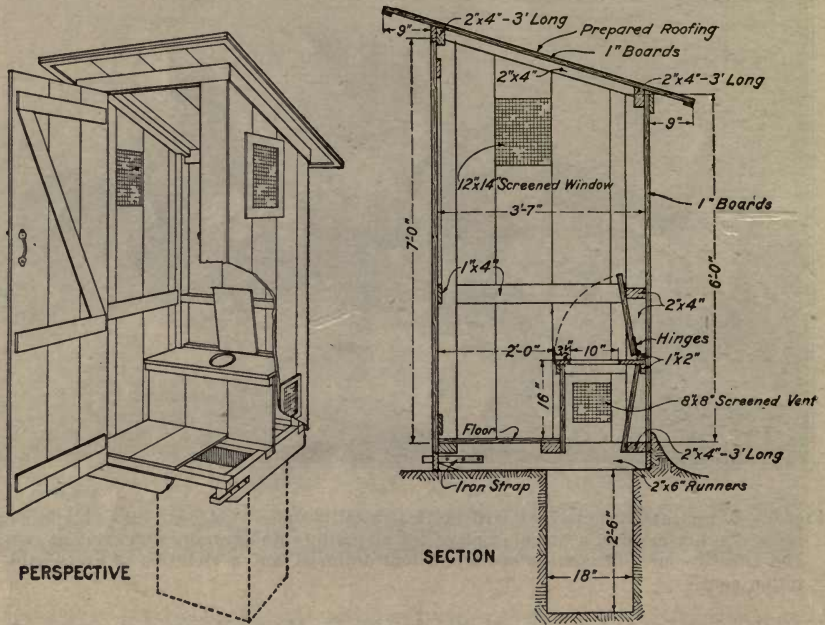 2"x4"-3' Long
9"
Prepared Roofing
1" Boards
2"x4"
2"x4"-3' Long
9"
12"x14" Screened Window
1" Boards
3'-7"
7'-0"
6'-0"
1"x4"
2"x4"
Hinges
2'-0"
3½"
10"
1"x2"
16"
8"x8" Screened Vent
Floor
2"x4"-3' Long
Iron Strap
2"x6" Runners
2'-6"
18"
PERSPECTIVE
SECTION